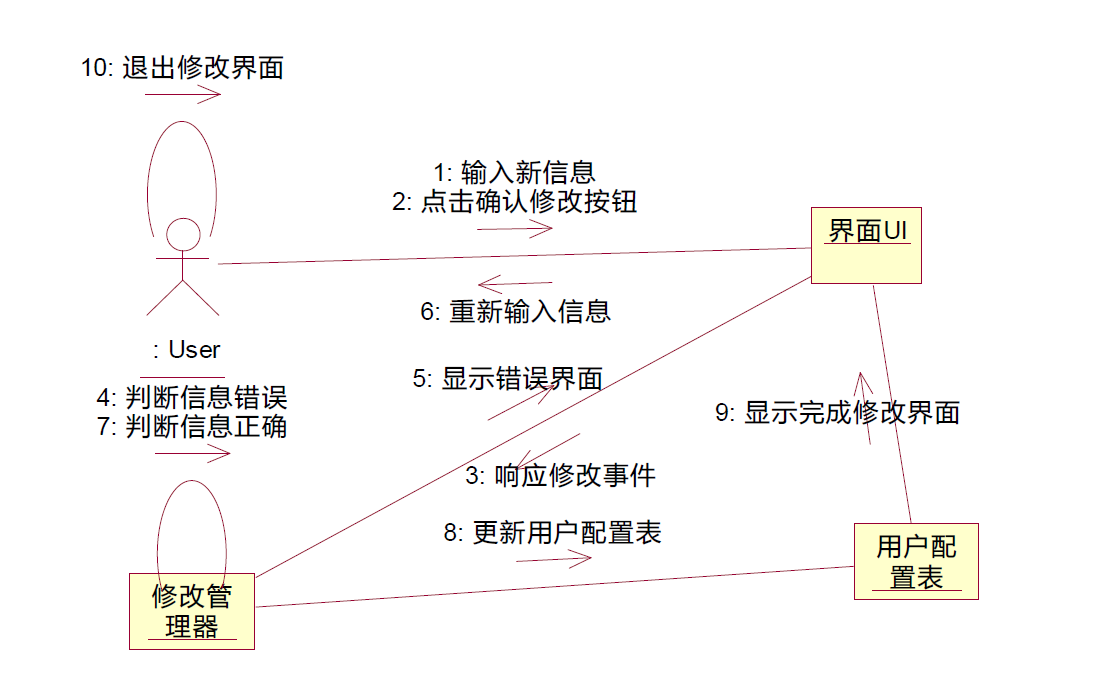 10: 退出修改界面
1: 输入新信息
2: 点击确认修改按钮
界面UI
6: 重新输入信息
: User
5: 显示错误界面
4: 判断信息错误
7: 判断信息正确
9: 显示完成修改界面
3: 响应修改事件
8: 更新用户配置表
用户配
置表
修改管
理器